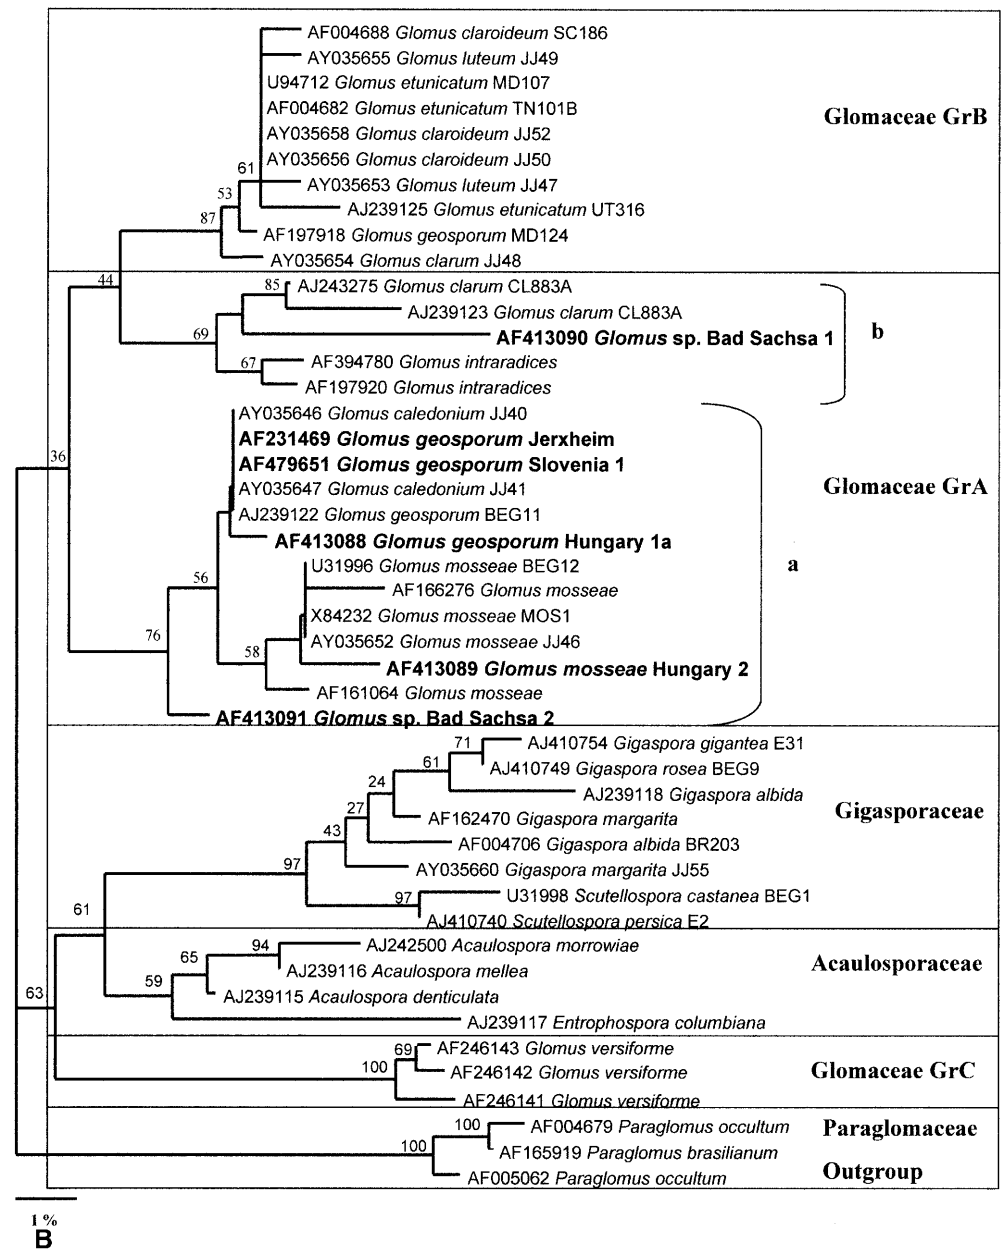 AF004688 Glomus claroideum SC186
AY035655 Glomus luteum JJ49
U94712 Glomus etunicatum MD107
AF004682 Glomus etunicatum TN101B
Glomaceae GrB
AY035658 Glomus claroideum JJ52
AY035656 Glomus claroideum JJ50
61
AY035653 Glomus luteum JJ47
53
AJ239125 Glomus etunicatum UT316
87
AF197918 Glomus geosporum MD124
AY035654 Glomus clarum JJ48
44
85
AJ243275 Glomus clarum CL883A
AJ239123 Glomus clarum CL883A
69
AF413090 Glomus sp. Bad Sachsa 1
b
67
AF394780 Glomus intraradices
AF197920 Glomus intraradices
AY035646 Glomus caledonium JJ40
AF231469 Glomus geosporum Jerxheim
36
AF479651 Glomus geosporum Slovenia 1
AY035647 Glomus caledonium JJ41
Glomaceae GrA
AJ239122 Glomus geosporum BEG11
AF413088 Glomus geosporum Hungary 1a
U31996 Glomus mosseae BEG12
a
56
AF166276 Glomus mosseae
X84232 Glomus mosseae MOS1
76
AY035652 Glomus mosseae JJ46
58
AF413089 Glomus mosseae Hungary 2
AF161064 Glomus mosseae
AF413091 Glomus sp. Bad Sachsa 2
71
AJ410754 Gigaspora gigantea E31
61
AJ410749 Gigaspora rosea BEG9
24
AJ239118 Gigaspora albida
27
AF162470 Gigaspora margarita
Gigasporaceae
43
AF004706 Gigaspora albida BR203
97
AY035660 Gigaspora margarita JJ55
97
U31998 Scutellospora castanea BEG1
61
AJ410740 Scutellospora persica E2
94
AJ242500 Acaulospora morrowiae
65
AJ239116 Acaulospora mellea
Acaulosporaceae
59
AJ239115 Acaulospora denticulata
63
AJ239117 Entrophospora columbiana
69
AF246143 Glomus versiforme
100
AF246142 Glomus versiforme
Glomaceae GrC
AF246141 Glomus versiforme
100
AF004679 Paraglomus occultum
Paraglomaceae
100
AF165919 Paraglomus brasilianum
AF005062 Paraglomus occultum
Outgroup
1 %
B